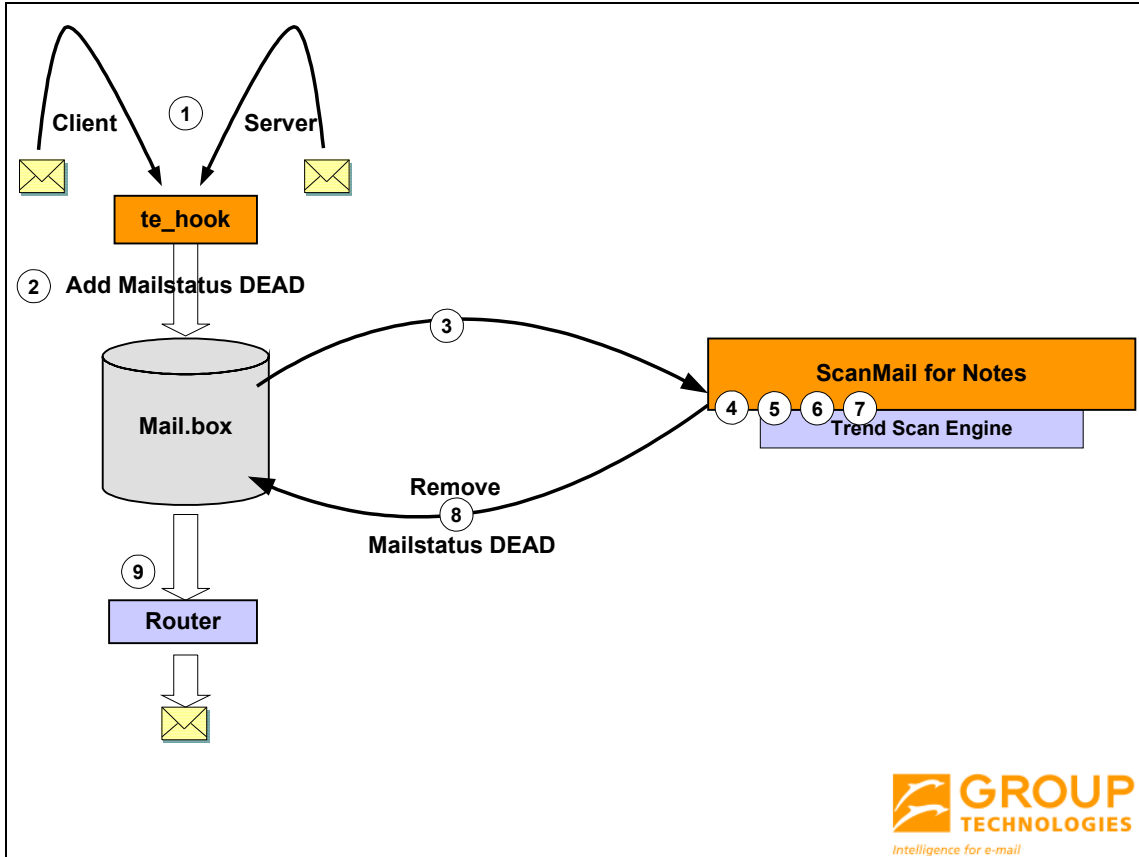 1
Client
Server
te_hook
2
Add Mailstatus DEAD
3
ScanMail for Notes
4
5
6
7
Trend Scan Engine
Mail.box
Remove
8
Mailstatus DEAD
9
Router
GROUP
TECHNOLOGIES
Intelligence for e-mail